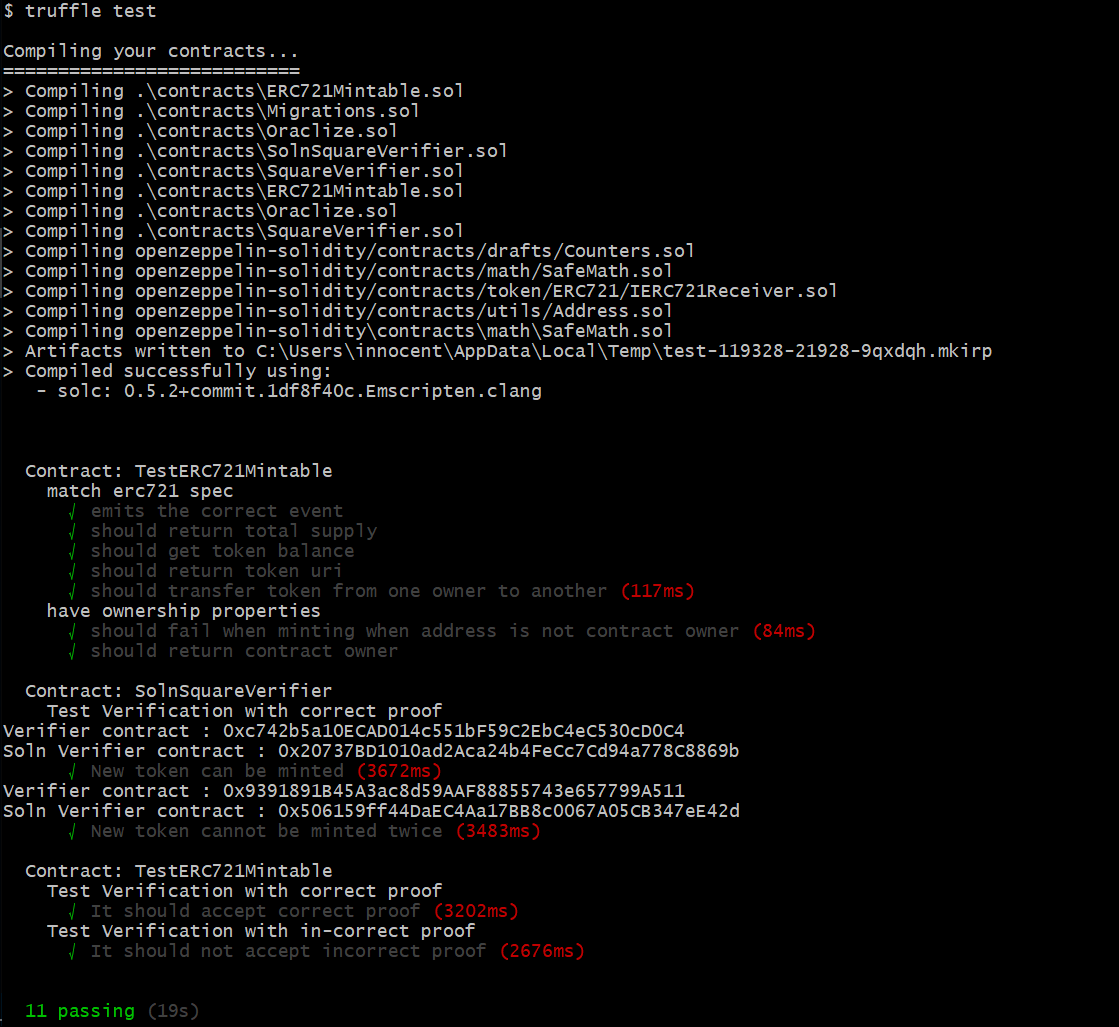 $ truffle test
Compiling your contracts...
===========================
> Compiling .\contracts\ERC721Mintable.sol
> Compiling .\contracts\Migrations.sol
> Compiling .\contracts\Oraclize.sol
> Compiling .\contracts\SolnSquareVerifier.sol
> Compiling .\contracts\SquareVerifier.sol
> Compiling .\contracts\ERC721Mintable.sol
> Compiling .\contracts\Oraclize.sol
> Compiling .\contracts\SquareVerifier.sol
> Compiling openzeppelin-solidity/contracts/drafts/Counters.sol
> Compiling openzeppelin-solidity/contracts/math/SafeMath.sol
> Compiling openzeppelin-solidity/contracts/token/ERC721/IERC721Receiver.sol
> Compiling openzeppelin-solidity/contracts/utils/Address.sol
> Compiling openzeppelin-solidity\contracts\math\SafeMath.sol
> Artifacts written to C:\Users\innocent\AppData\Local\Temp\test-119328-21928-9qxdqh.mkirp
> Compiled successfully using:
   - solc: 0.5.2+commit.1df8f40c.Emscripten.clang
  Contract: TestERC721Mintable
    match erc721 spec
      √ emits the correct event
      √ should return total supply
      √ should get token balance
      √ should return token uri
      √ should transfer token from one owner to another (117ms)
    have ownership properties
      √ should fail when minting when address is not contract owner (84ms)
      √ should return contract owner
  Contract: SolnSquareVerifier
    Test Verification with correct proof
Verifier contract : 0xc742b5a10ECAD014c551bF59C2EbC4eC530cD0C4
Soln Verifier contract : 0x20737BD1010ad2Aca24b4FeCc7Cd94a778C8869b
      √ New token can be minted (3672ms)
Verifier contract : 0x9391891B45A3ac8d59AAF88855743e657799A511
Soln Verifier contract : 0x506159ff44DaEC4Aa17BB8c0067A05CB347eE42d
      √ New token cannot be minted twice (3483ms)
  Contract: TestERC721Mintable
    Test Verification with correct proof
      √ It should accept correct proof (3202ms)
    Test Verification with in-correct proof
      √ It should not accept incorrect proof (2676ms)
  11 passing (19s)